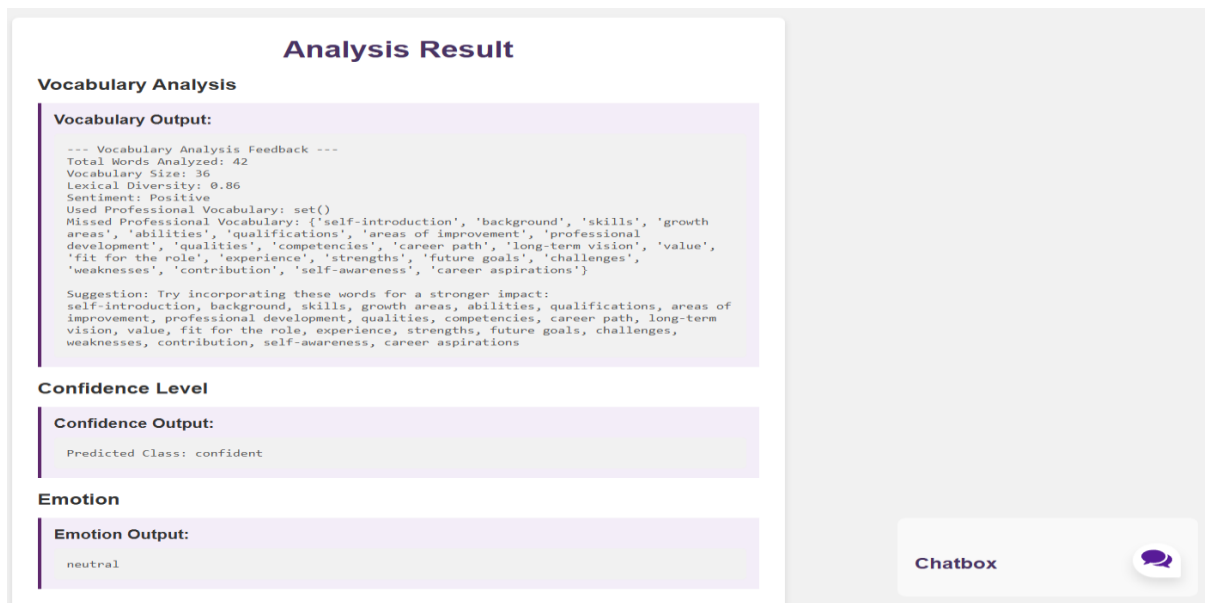 Analysis Result
Vocabulary Analysis
Vocabulary Output:
--- Vocabulary Analysis Feedback ---
Total Words Analyzed: 42
Vocabulary Size: 36
Lexical Diversity: 0.86
Sentiment: Positive
Used Professional Vocabulary: set()
Missed Professional Vocabulary: {'self-introduction', 'background', 'skills', 'growth
areas', 'abilities', 'qualifications', 'areas of improvement', 'professional
development', 'qualities', 'competencies', 'career path', 'long-term vision', 'value',
'fit for the role', 'experience', 'strengths', 'future goals', 'challenges',
'weaknesses', 'contribution', 'self-awareness', 'career aspirations'}
Suggestion: Try incorporating these words for a stronger impact:
self-introduction, background, skills, growth areas, abilities, qualifications, areas of
improvement, professional development, qualities, competencies, career path, long-term
vision, value, fit for the role, experience, strengths, future goals, challenges,
weaknesses, contribution, self-awareness, career aspirations
Confidence Level
Confidence Output:
Predicted Class: confident
Emotion
Emotion Output:
neutral
Chatbox